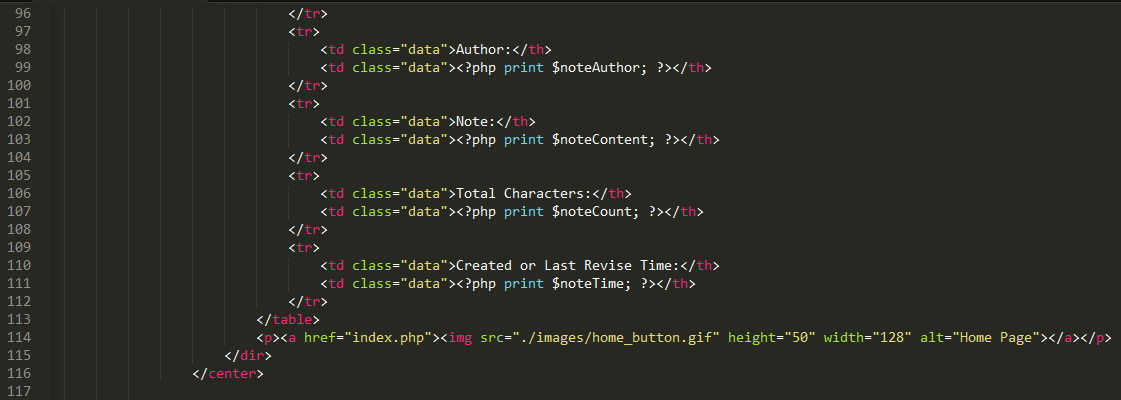 96 </tr>
97 <tr>
98 <td class="data">Author:</th>
99 <td class="data"><?php print $noteAuthor; ?></th>
100 </tr>
101 <tr>
102 <td class="data">Note:</th>
103 <td class="data"><?php print $noteContent; ?></th>
104 </tr>
105 <tr>
106 <td class="data">Total Characters:</th>
107 <td class="data"><?php print $noteCount; ?></th>
108 </tr>
109 <tr>
110 <td class="data">Created or Last Revise Time:</th>
111 <td class="data"><?php print $noteTime; ?></th>
112 </tr>
113 </table>
114 <p><a href="index.php"><img src="./images/home_button.gif" height="50" width="128" alt="Home Page"></a></p>
115 </dir>
116 </center>
117